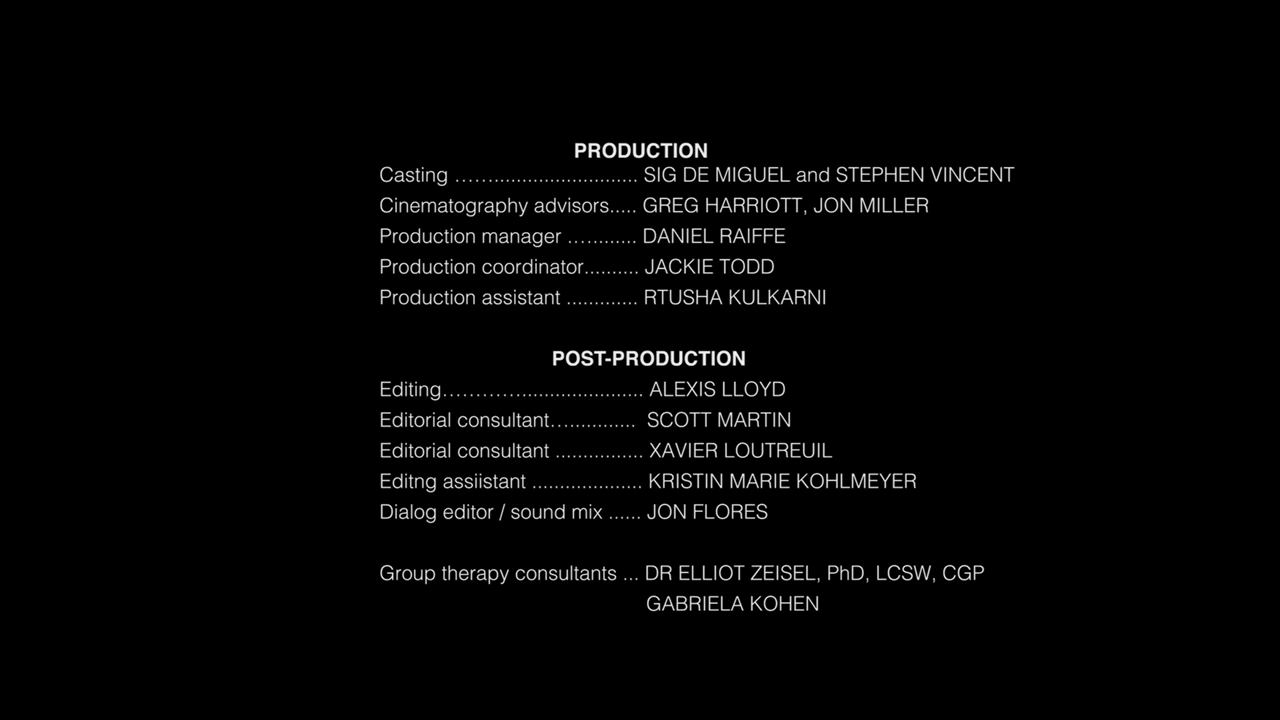 PRODUCTION
Casting …….......................... SIG DE MIGUEL and STEPHEN VINCENT
Cinematography advisors..... GREG HARRIOTT, JON MILLER
Production manager …......... DANIEL RAIFFE
Production coordinator.......... JACKIE TODD
Production assistant ............. RTUSHA KULKARNI
POST-PRODUCTION
Editing…………...................... ALEXIS LLOYD
Editorial consultant…............ SCOTT MARTIN
Editorial consultant ................ XAVIER LOUTREUIL
Editng assiistant .................... KRISTIN MARIE KOHLMEYER
Dialog editor / sound mix ...... JON FLORES
Group therapy consultants ... DR ELLIOT ZEISEL, PhD, LCSW, CGP
GABRIELA KOHEN